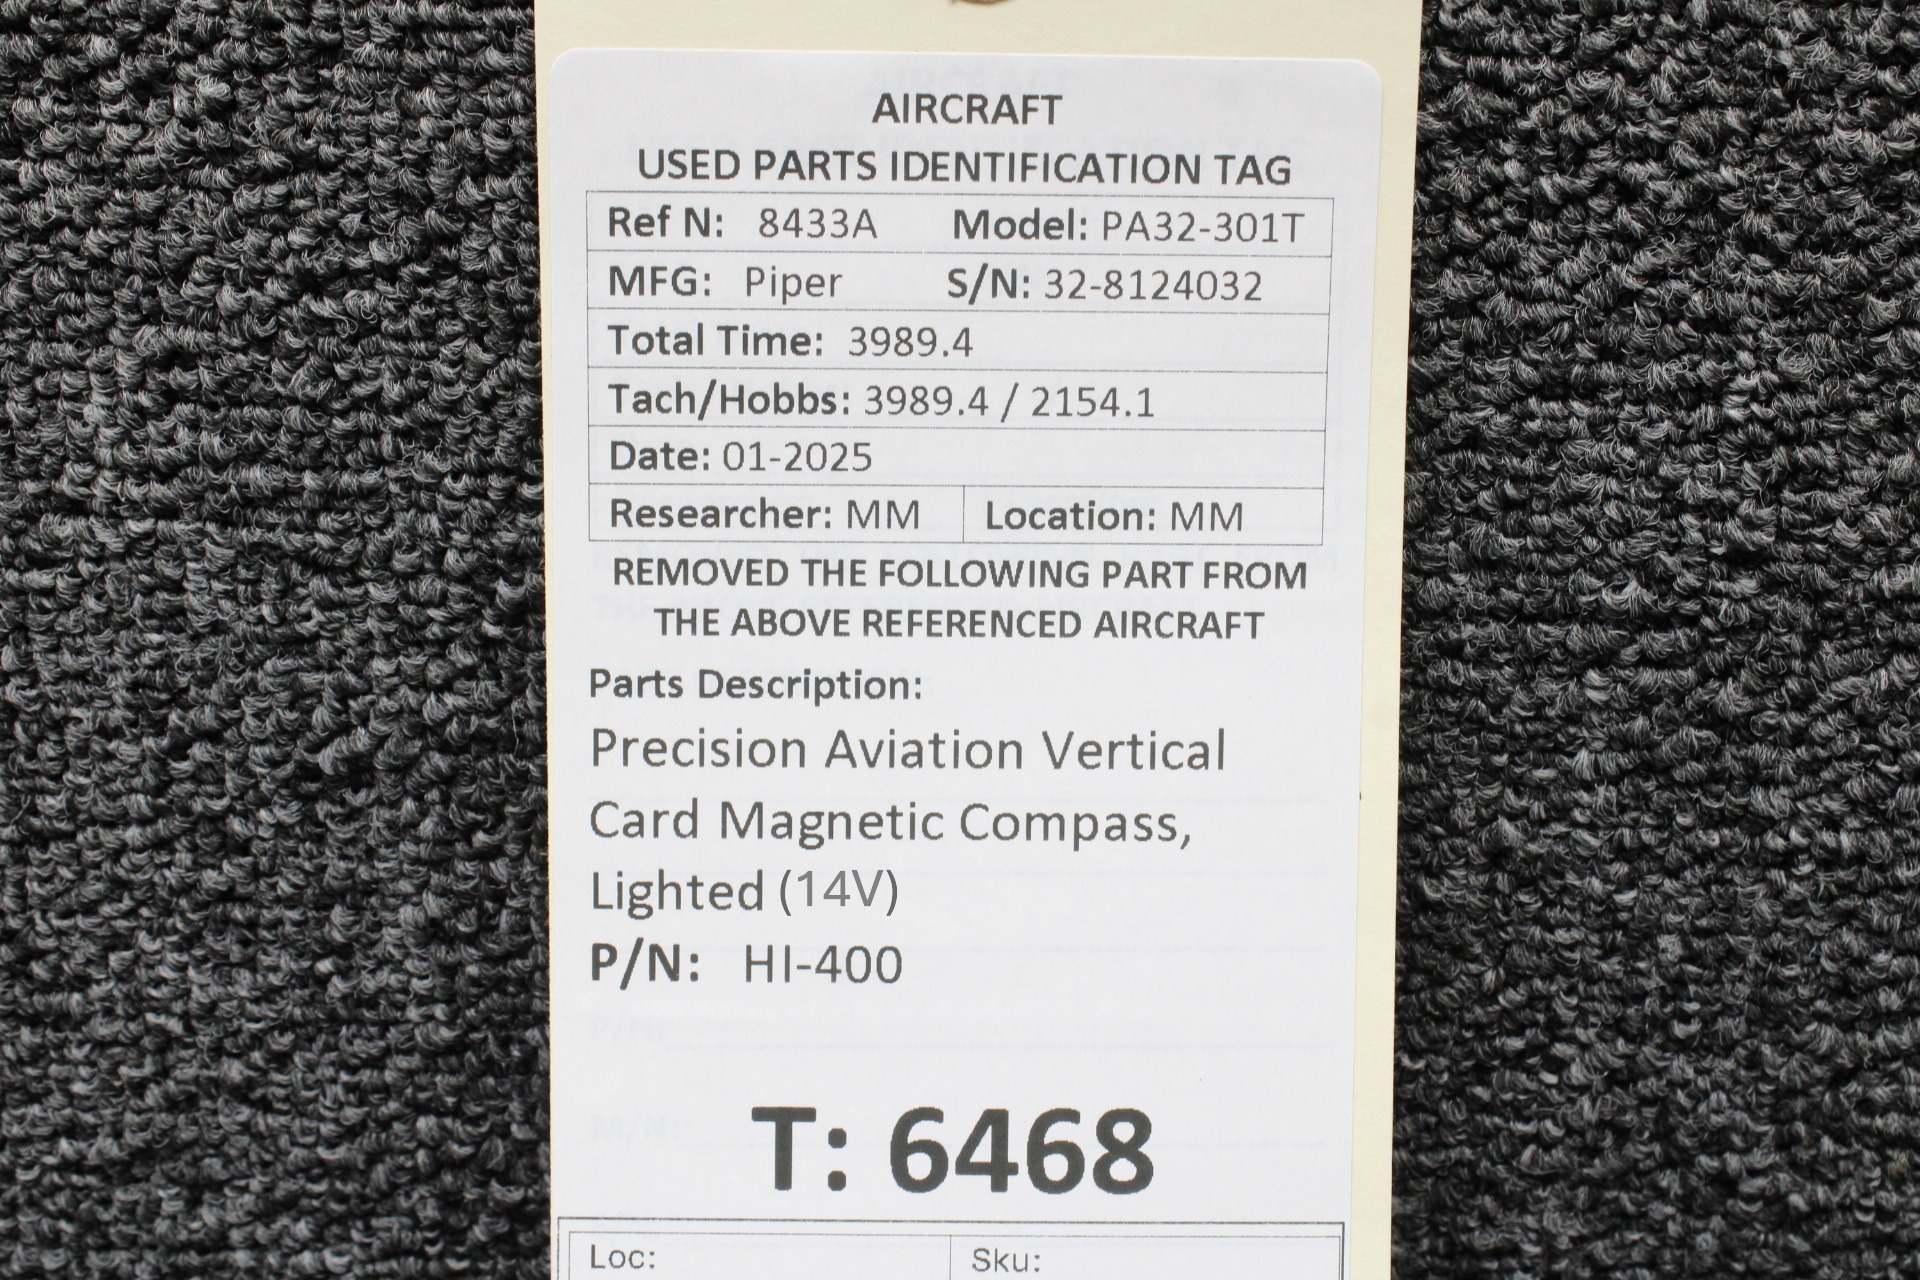 AIRCRAFT
USED PARTS IDENTIFICATION TAG
Ref N: 8433A Model: PA32-301T
MFG: Piper S/N: 32-8124032
Total Time: 3989.4
Tach/Hobbs: 3989.4 / 2154.1
Date: 01-2025
Researcher: MM Location: MM
REMOVED THE FOLLOWING PART FROM
THE ABOVE REFERENCED AIRCRAFT
Parts Description:
Precision Aviation Vertical
Card Magnetic Compass,
Lighted (14V)
P/N: HI-400
P/N:
M/N:
T: 6468
Loc: Sku: